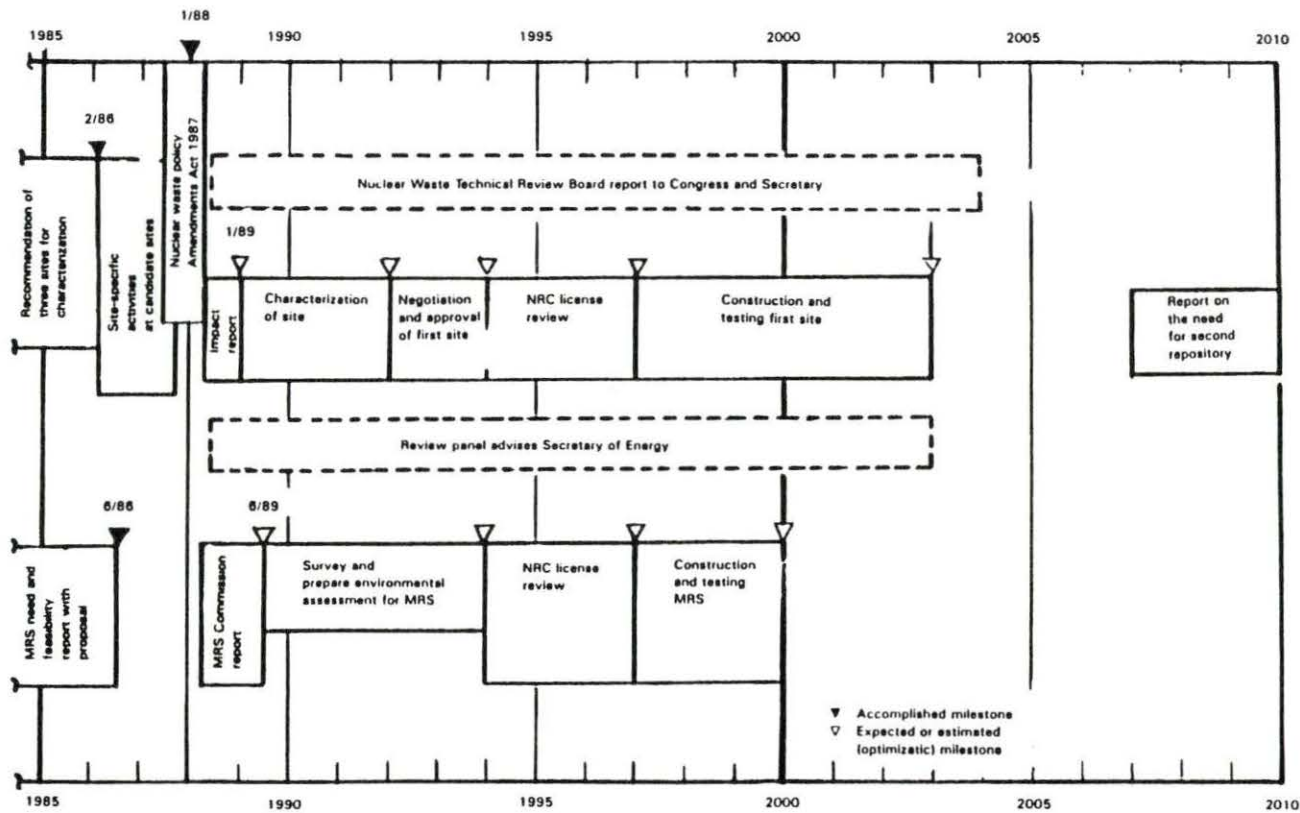 1/88
1985 1990 1995 2000 2005 2010
2/86
Recommendation of
three sites for
characterization
Site-specific
activities
at candidate sites
Nuclear waste policy
Amendments Act 1987
Nuclear Waste Technical Review Board report to Congress and Secretary
1/89
Impact
report
Characterization
of site
Negotiation
and approval
of first site
NRC license
review
Construction and
testing first site
Report on
the need
for second
repository
Review panel advises Secretary of Energy
6/86
6/89
MRS need and
feasibility
report with
proposal
MRS Commission
report
Survey and
prepare environmental
assessment for MRS
NRC license
review
Construction
and testing
MRS
Accomplished milestone
Expected or estimated
(optimizatic) milestone
1985 1990 1995 2000 2005 2010